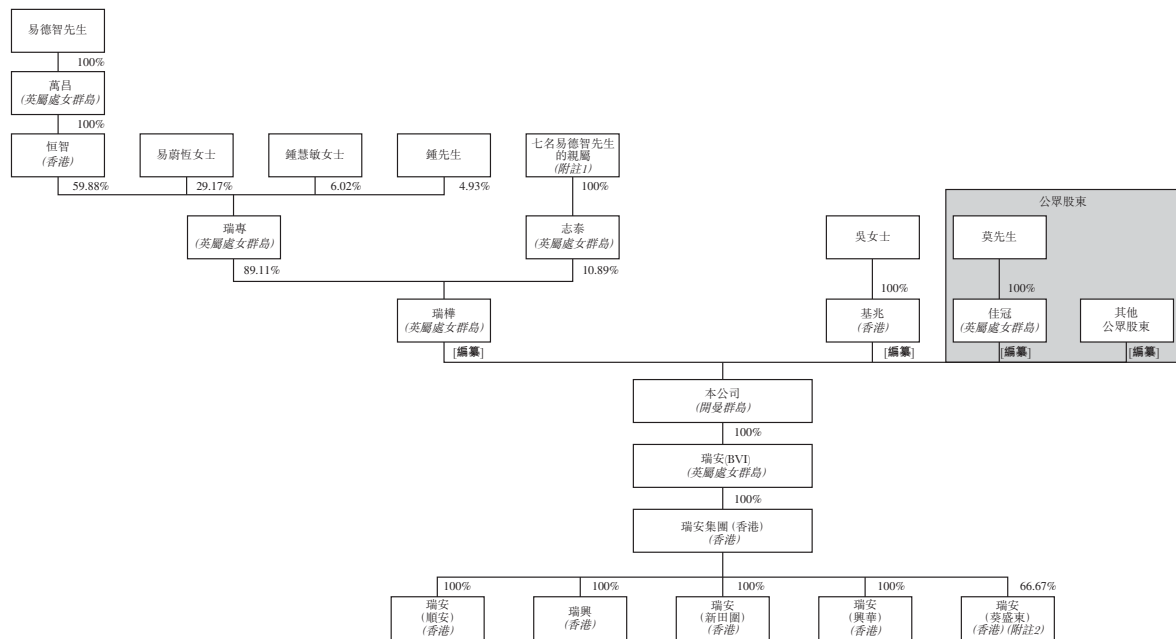 易德智先生
100%
萬昌
(英屬處女群島)
100%
恒智
(香港)
易蔚恆女士
鍾慧敏女士
鍾先生
七名易德智先生
的親屬
(附註1)
59.88%
29.17%
6.02%
4.93%
100%
公眾股東
瑞專
(英屬處女群島)
志泰
(英屬處女群島)
吳女士
莫先生
89.11%
10.89%
100%
100%
瑞樺
(英屬處女群島)
基兆
(香港)
佳冠
(英屬處女群島)
其他
公眾股東
[編纂]
[編纂]
[編纂]
[編纂]
本公司
(開曼群島)
100%
瑞安(BVI)
(英屬處女群島)
100%
瑞安集團 (香港)
(香港)
100%
100%
100%
100%
66.67%
瑞安
(順安)
(香港)
瑞興
(香港)
瑞安
(新田圍)
(香港)
瑞安
(興華)
(香港)
瑞安
(葵盛東)
(香港) (附註2)